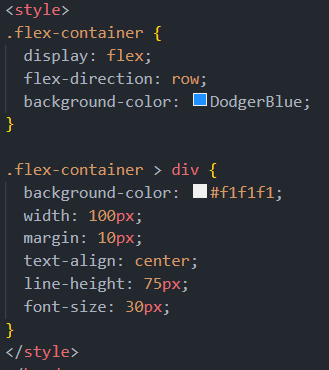 <style>
.flex-container {
  display: flex;
  flex-direction: row;
  background-color: DodgerBlue;
}

.flex-container > div {
  background-color: #f1f1f1;
  width: 100px;
  margin: 10px;
  text-align: center;
  line-height: 75px;
  font-size: 30px;
}
</style>